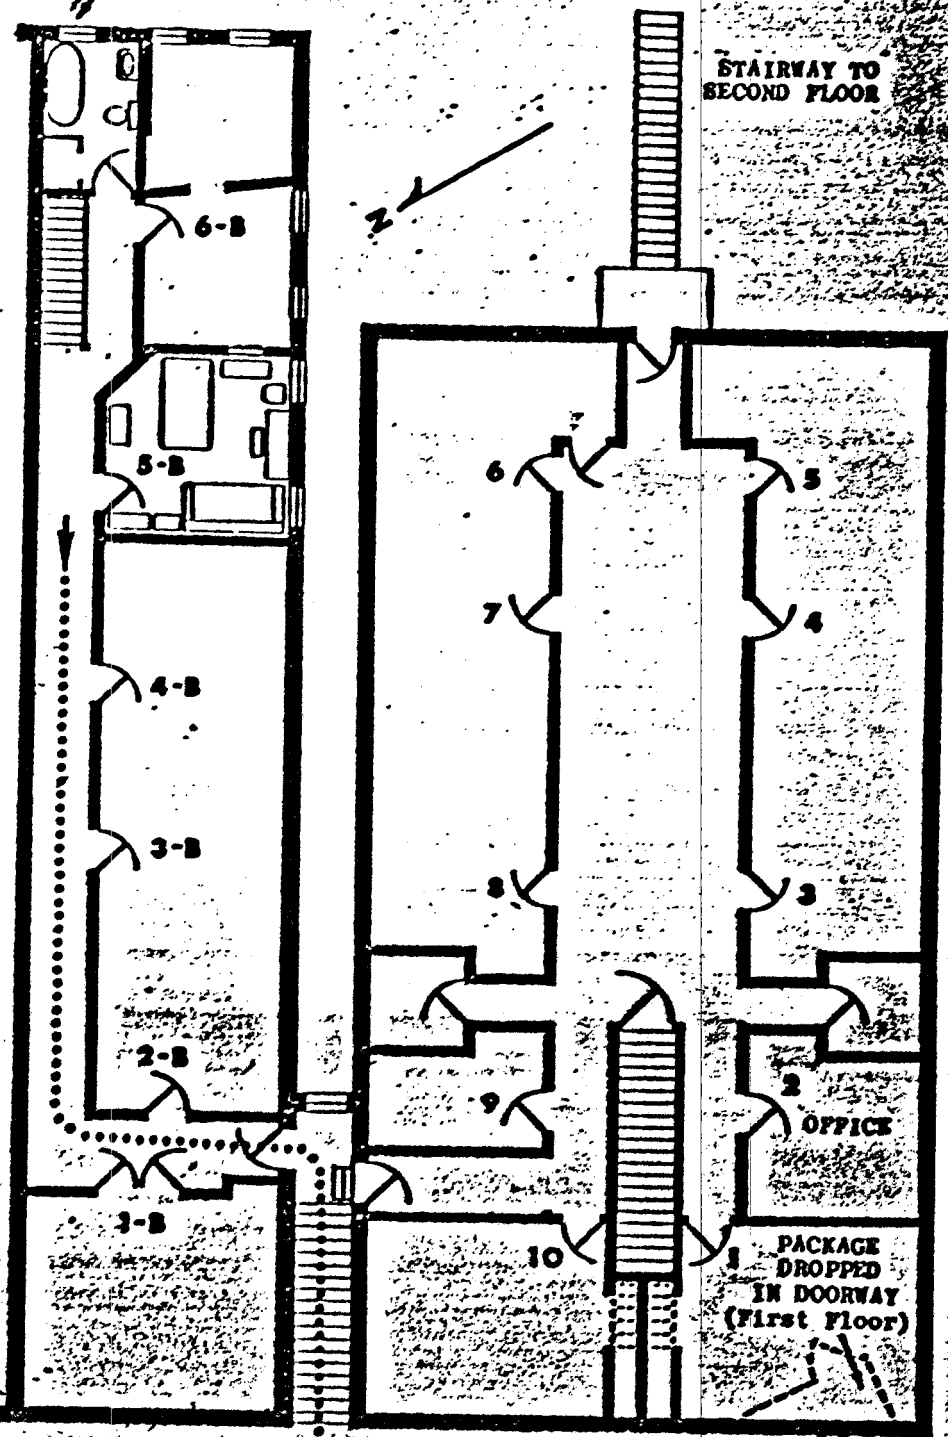 STAIRWAY TO
SECOND FLOOR
N
6-B
5-B
4-B
3-B
2-B
1-B
6
5
7
4
8
3
9
2
OFFICE
10
1
PACKAGE
DROPPED
IN DOORWAY
(First Floor)